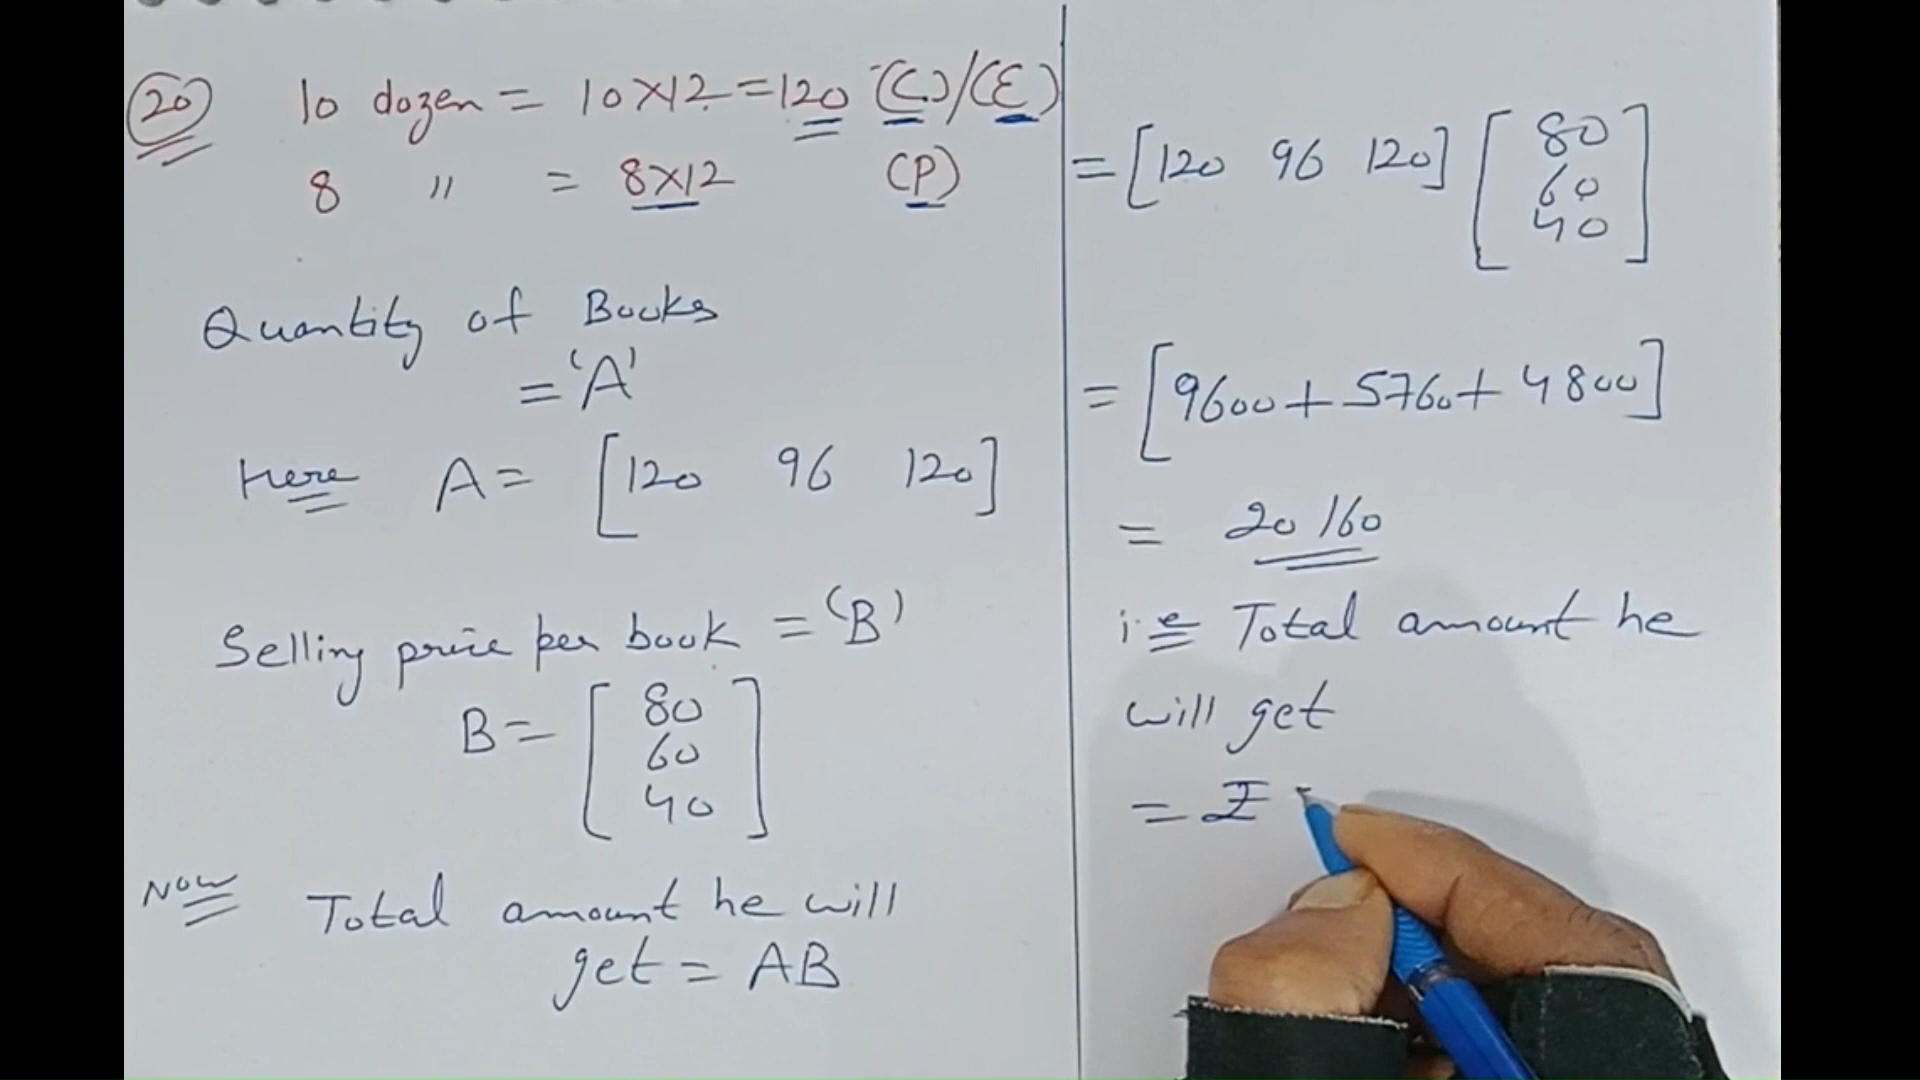 20 10 dozen = 10×12 = 120 (C)/(E)
8 " = 8×12 (P)
Quantity of Books
= 'A'
Here A = [120 96 120]
Selling price per book = 'B'
B = [80
60
40]
Now Total amount he will
get = AB
= [120 96 120] [80
60
40]
= [9600 + 5760 + 4800]
= 20160
i.e Total amount he
will get
= ₹